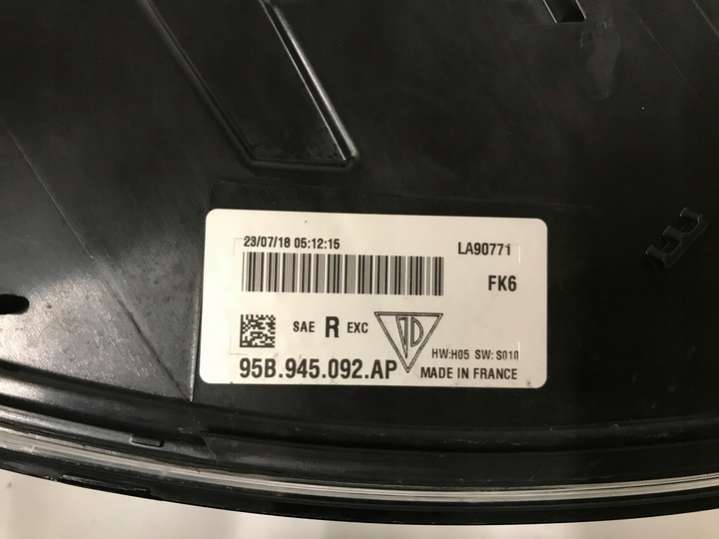 23/07/18 05:12:15 LA90771
FK6
SAE R EXC
HW:H05 SW:S010
95B.945.092.AP MADE IN FRANCE